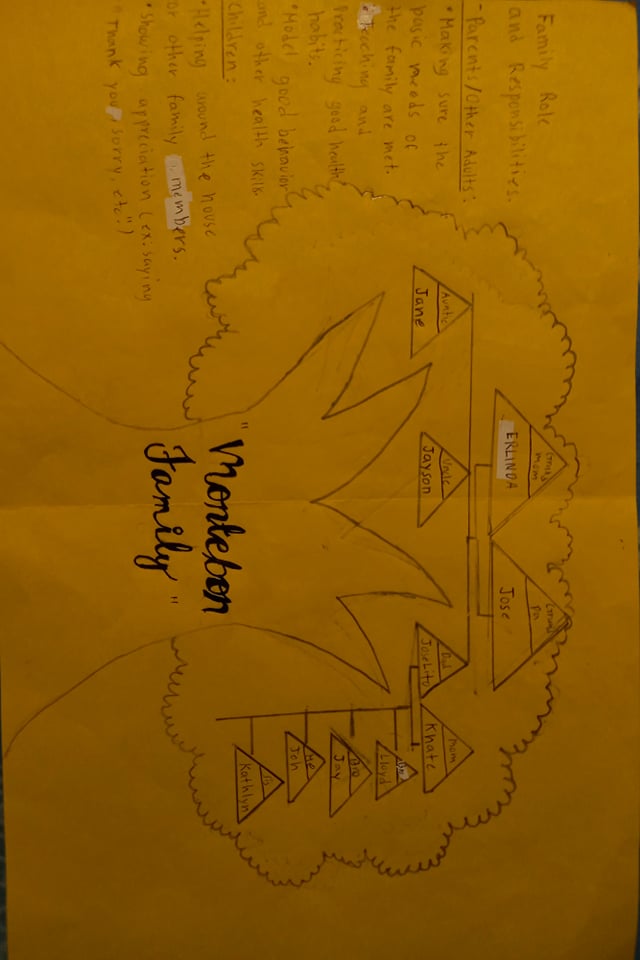 Family Role
and Responsibilities.
- Parents/Other Adults:
• Making sure the
basic needs of
the family are met.
teaching and
Practicing good health
habits.
• Model good behavior
and other health skills
Children:
• Helping around the house
or other family members.
• Showing appreciation (ex: saying
"Thank you, sorry, etc.")
Grand mom
ERLINDA
Grand pa
Jose
Auntie
Jane
Uncle
Jayson
Dad
Joselito
Mom
Khate
Lloyd
Bro
Jay
Me
Joh
Sis
Kathlyn
"Montebon
Family"